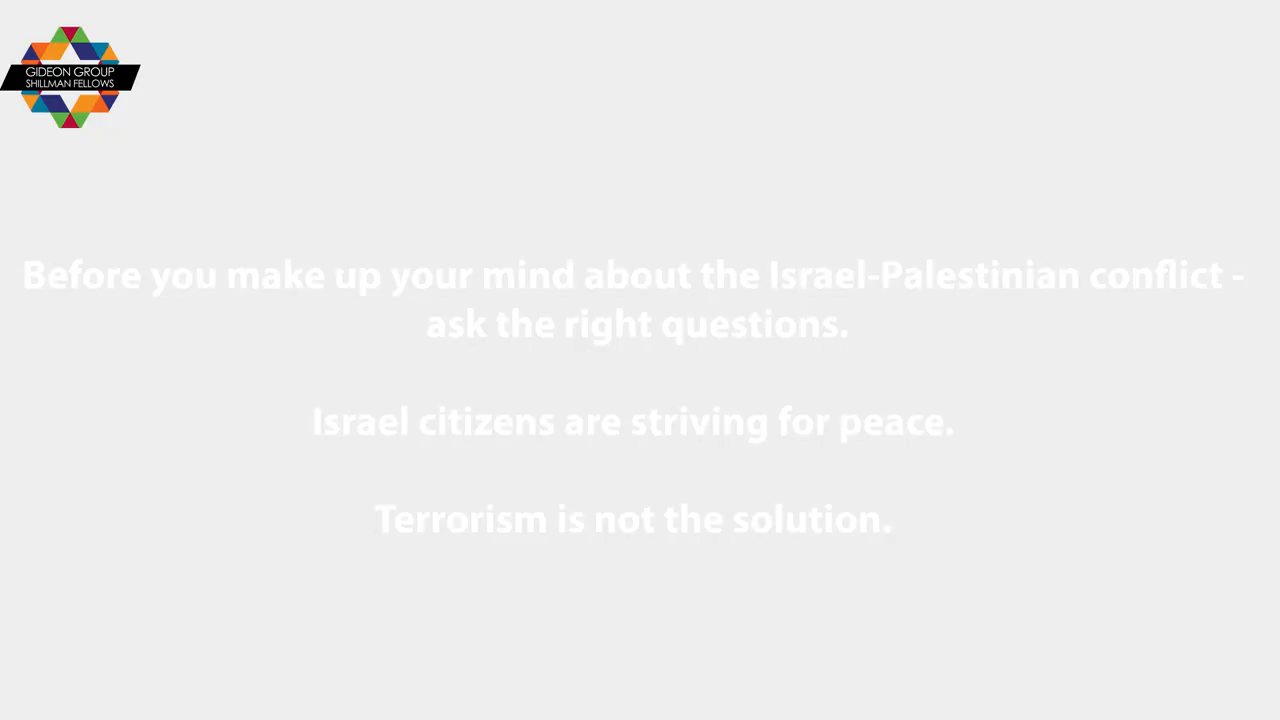 GIDEON GROUP
SHILLMAN FELLOWS
Before you make up your mind about the Israel-Palestinian conflict -
ask the right questions.
Israel citizens are striving for peace.
Terrorism is not the solution.